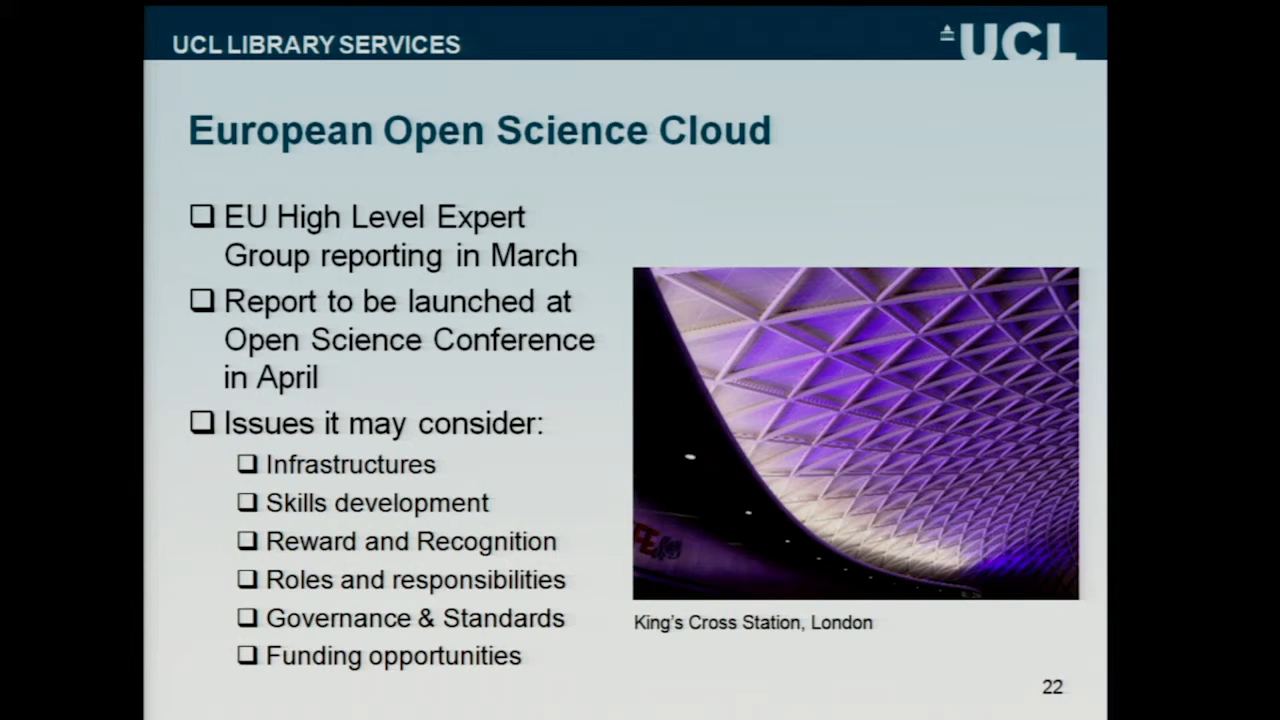 UCL LIBRARY SERVICES
UCL
European Open Science Cloud
EU High Level Expert
Group reporting in March
Report to be launched at
Open Science Conference
in April
Issues it may consider:
Infrastructures
Skills development
Reward and Recognition
Roles and responsibilities
Governance & Standards
Funding opportunities
King's Cross Station, London
22